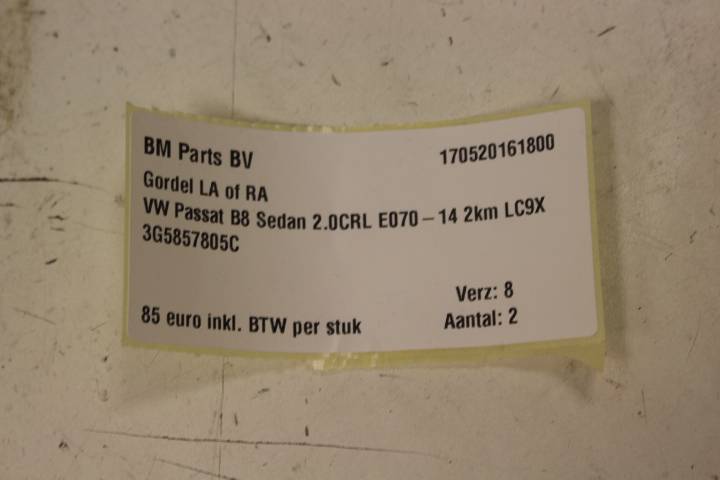 BM Parts BV 170520161800
Gordel LA of RA
VW Passat B8 Sedan 2.0CRL E070-14 2km LC9X
3G5857805C
Verz: 8
85 euro inkl. BTW per stuk Aantal: 2